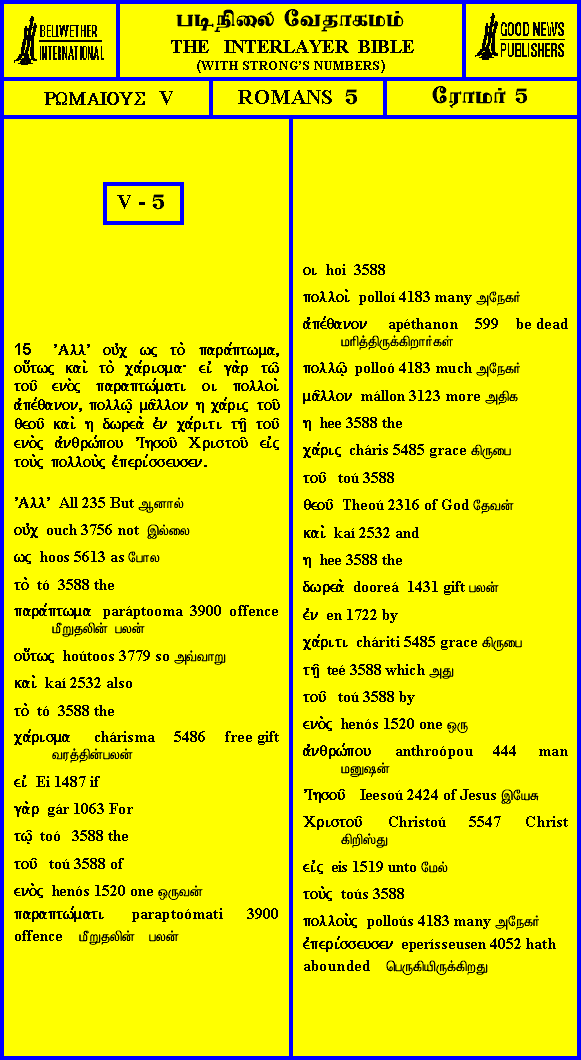 BELIWETHER
INTERNATIONAL
படிநிலை வேதாகமம்
THE INTERLAYER BIBLE
(WITH STRONG'S NUMBERS)
GOOD NEWS
PUBLISHERS
ΡΩΜΑΙΟΥΣ V
ROMANS 5
ரோமர் 5
V - 5
15 Ἀλλ' οὐχ ως τὸ παράπτωμα,
οὕτως καὶ τὸ χάρισμα· εἰ γὰρ τῶ
τοῦ ενὸς παραπτώματι οι πολλοὶ
ἀπέθανον, πολλῷ μᾶλλον η χάρις τοῦ
θεοῦ καὶ η δωρεὰ ἐν χάριτι τῇ τοῦ
ενὸς ἀνθρώπου Ἰησοῦ Χριστοῦ εἰς
τοὺς πολλοὺς ἐπερίσσευσεν.
Ἀλλ' All 235 But ஆனால்
οὐχ ouch 3756 not இல்லை
ως hoos 5613 as போல
τὸ tó 3588 the
παράπτωμα paráptooma 3900 offence
மீறுதலின் பலன்
οὕτως hoútoos 3779 so அவ்வாறு
καὶ kaí 2532 also
τὸ tó 3588 the
χάρισμα chárisma 5486 free gift
வரத்தின்பலன்
εἰ Ei 1487 if
γὰρ gár 1063 For
τῷ toó 3588 the
τοῦ toú 3588 of
ενὸς henós 1520 one ஒருவன்
παραπτώματι paraptoómati 3900
offence மீறுதலின் பலன்
οι hoi 3588
πολλοὶ polloí 4183 many அநேகர்
ἀπέθανον apéthanon 599 be dead
மரித்திருக்கிறார்கள்
πολλῷ polloó 4183 much அநேகர்
μᾶλλον mállon 3123 more அதிக
η hee 3588 the
χάρις cháris 5485 grace கிருபை
τοῦ toú 3588
θεοῦ Theoú 2316 of God தேவன்
καὶ kaí 2532 and
η hee 3588 the
δωρεὰ dooreá 1431 gift பலன்
ἐν en 1722 by
χάριτι cháriti 5485 grace கிருபை
τῇ teé 3588 which அது
τοῦ toú 3588 by
ενὸς henós 1520 one ஒரு
ἀνθρώπου anthroópou 444 man
மனுஷன்
Ἰησοῦ Ieesoú 2424 of Jesus இயேசு
Χριστοῦ Christoú 5547 Christ
கிறிஸ்து
εἰς eis 1519 unto மேல்
τοὺς toús 3588
πολλοὺς polloús 4183 many அநேகர்
ἐπερίσσευσεν eperísseusen 4052 hath
abounded பெருகியிருக்கிறது